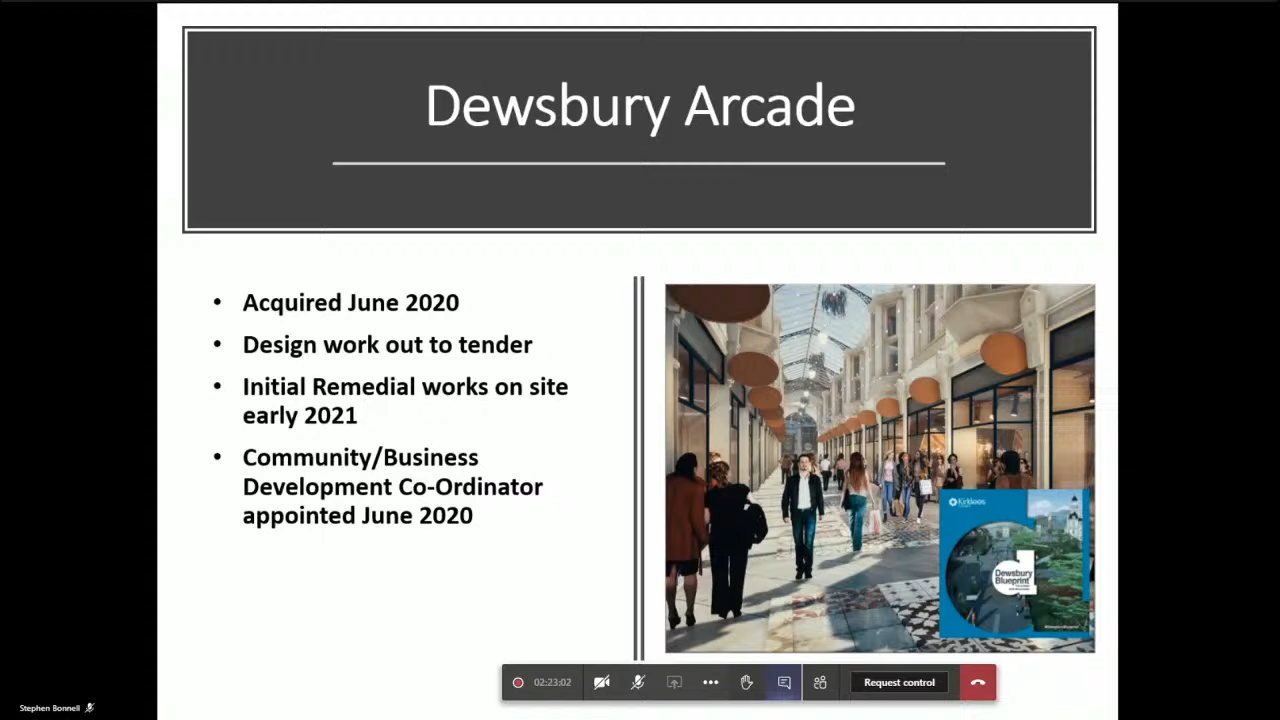 Dewsbury Arcade
• Acquired June 2020
• Design work out to tender
• Initial Remedial works on site
early 2021
• Community/Business
Development Co-Ordinator
appointed June 2020
Kirklees
Dewsbury
Blueprint
02:23:02
Request control
Stephen Bonnell